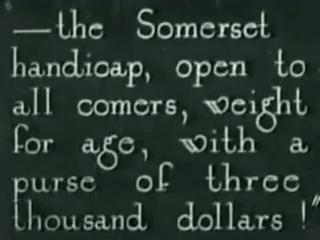 —the Somerset
handicap, open to
all comers, weight
for age, with a
purse of three
thousand dollars!"